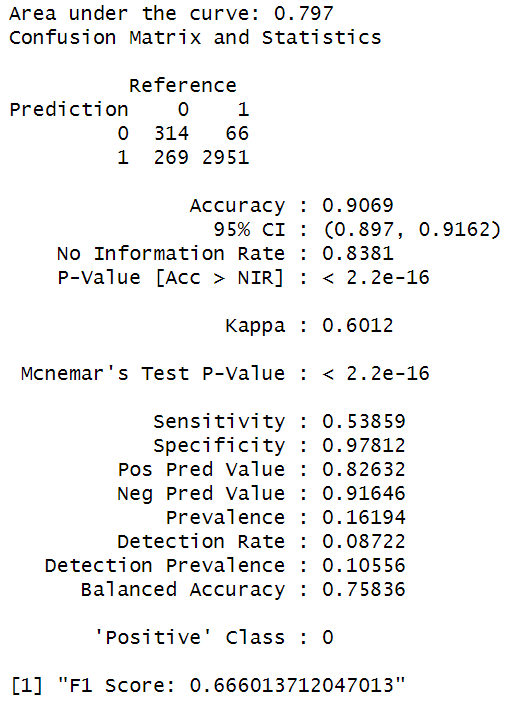 Area under the curve: 0.797
Confusion Matrix and Statistics
Reference
Prediction 0 1
0 314 66
1 269 2951
Accuracy : 0.9069
95% CI : (0.897, 0.9162)
No Information Rate : 0.8381
P-Value [Acc > NIR] : < 2.2e-16
Kappa : 0.6012
Mcnemar's Test P-Value : < 2.2e-16
Sensitivity : 0.53859
Specificity : 0.97812
Pos Pred Value : 0.82632
Neg Pred Value : 0.91646
Prevalence : 0.16194
Detection Rate : 0.08722
Detection Prevalence : 0.10556
Balanced Accuracy : 0.75836
'Positive' Class : 0
[1] "F1 Score: 0.666013712047013"